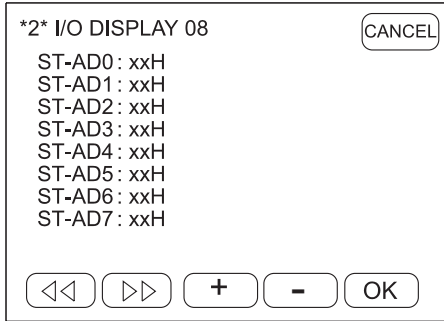 *2* I/O DISPLAY 08
CANCEL
ST-AD0: xxH
ST-AD1: xxH
ST-AD2: xxH
ST-AD3: xxH
ST-AD4: xxH
ST-AD5: xxH
ST-AD6: xxH
ST-AD7: xxH
+ - OK